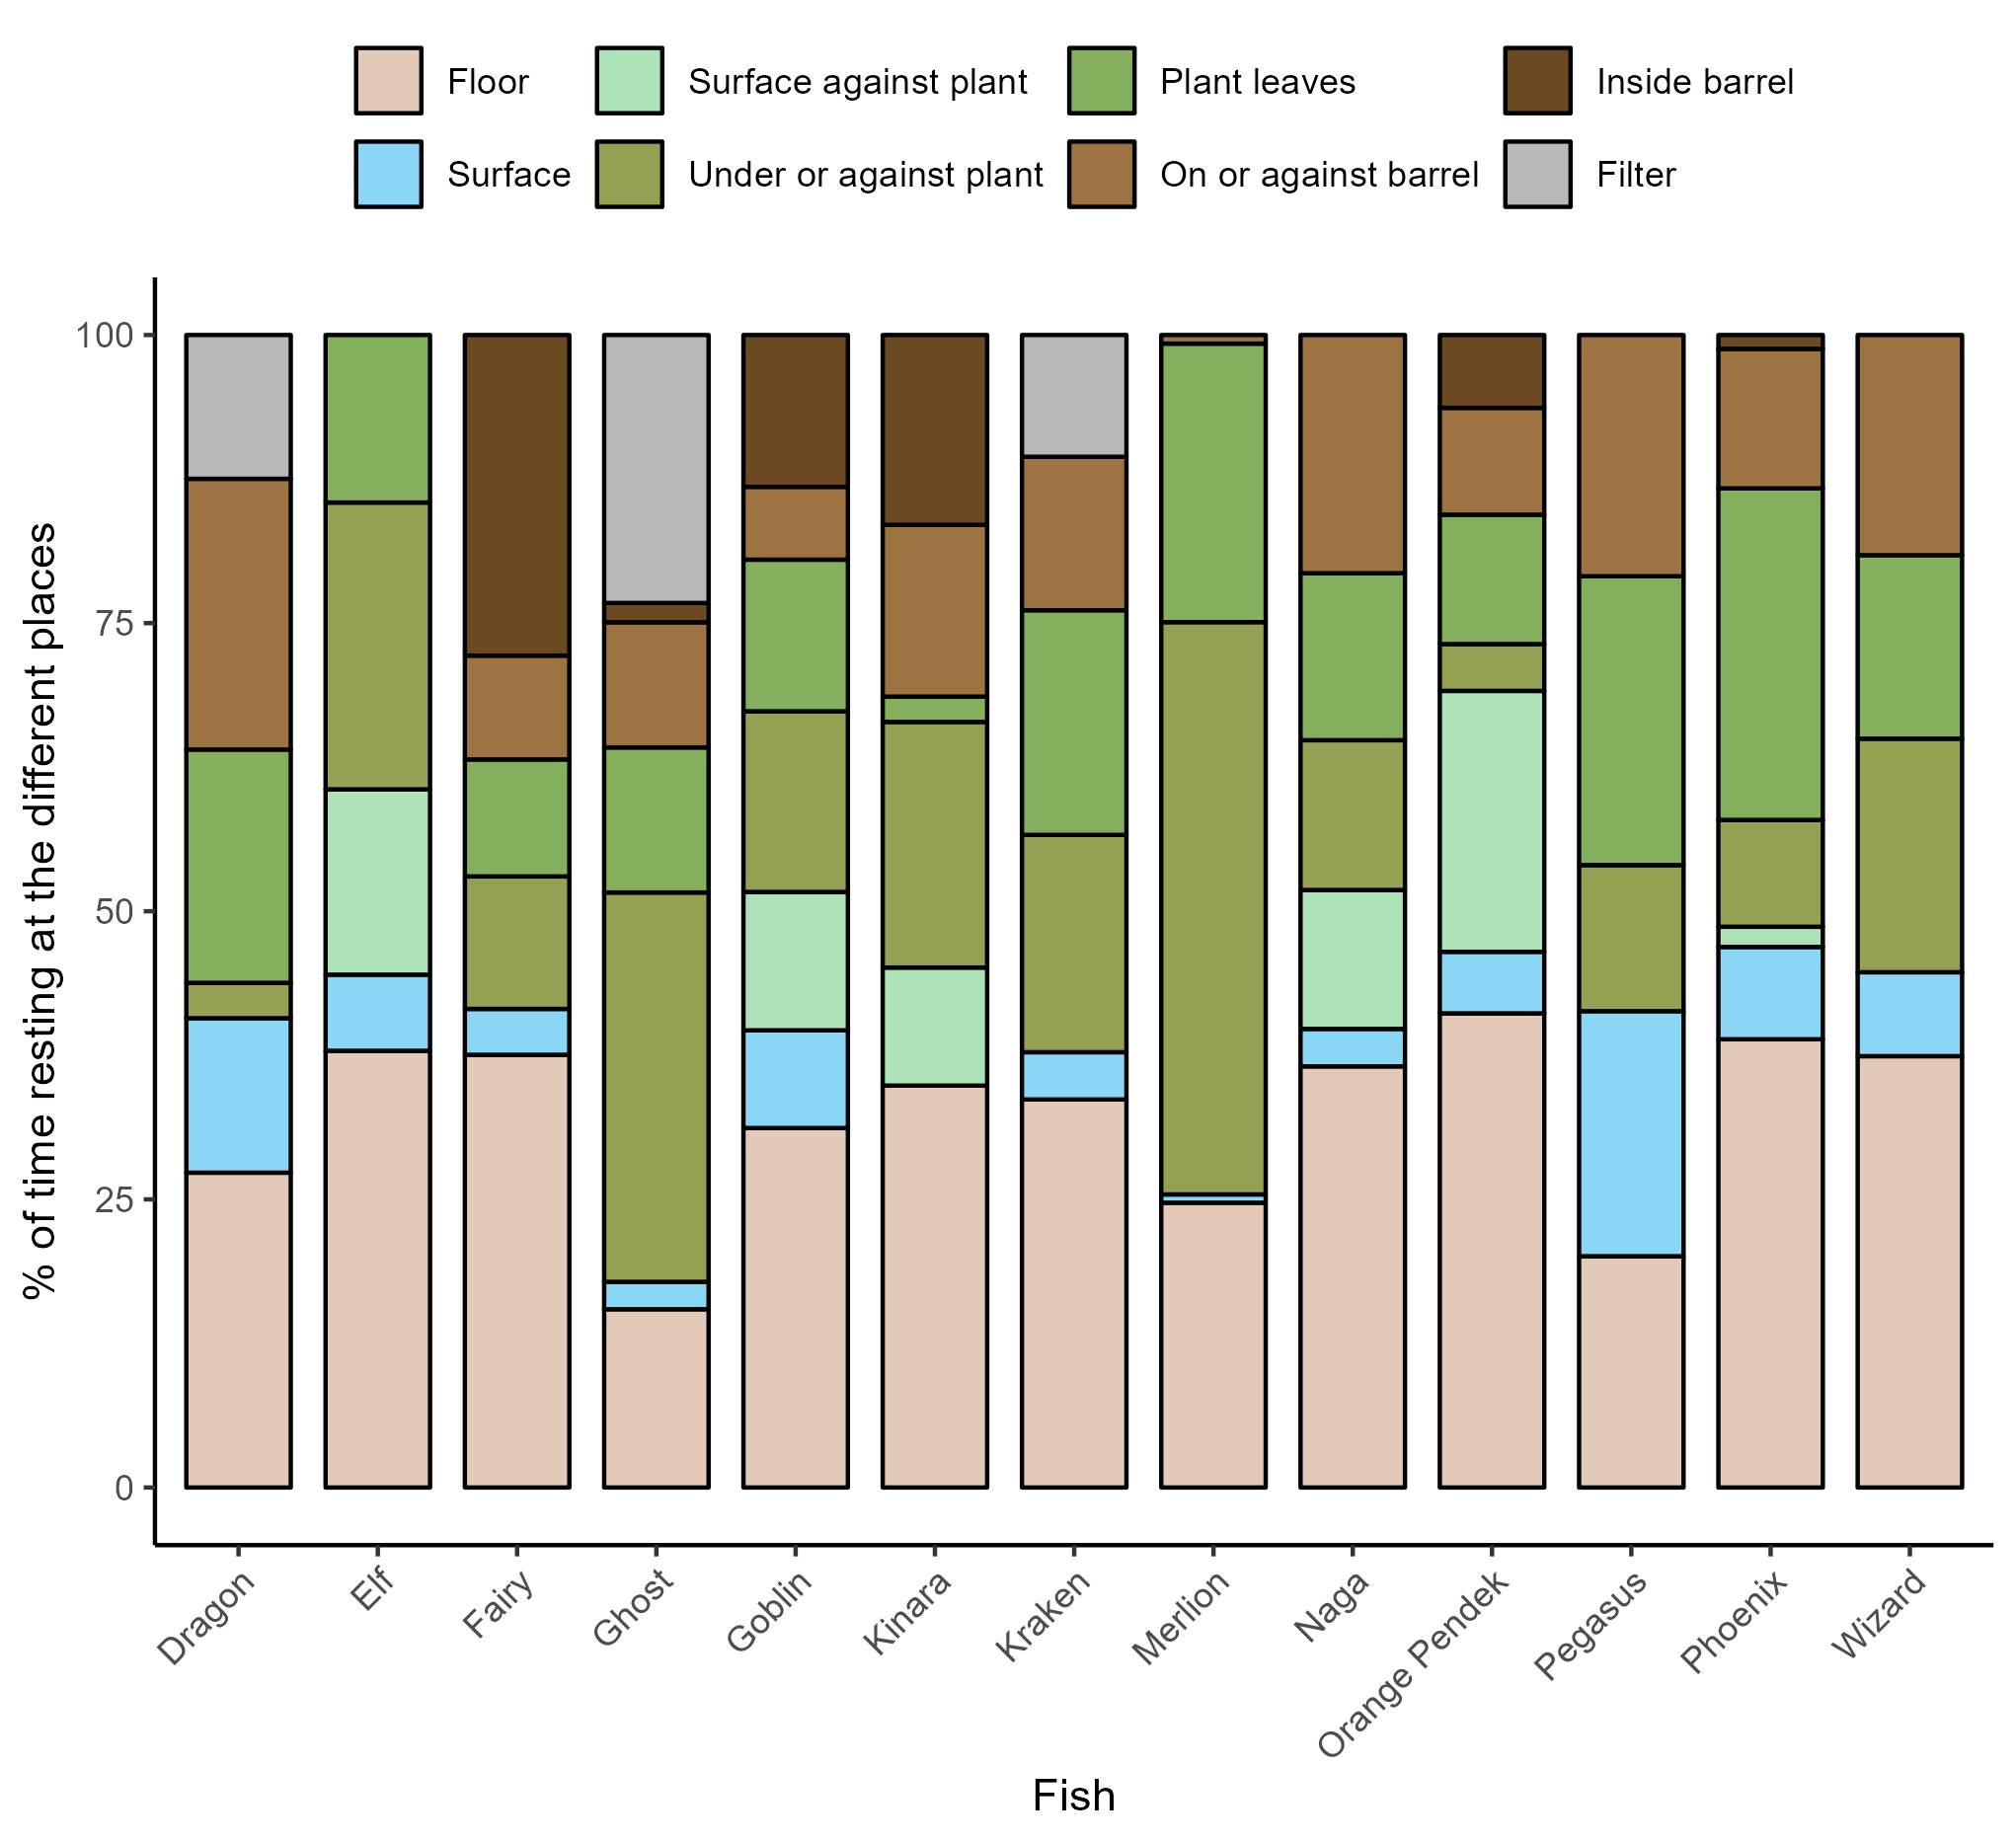 Floor
Surface against plant
Plant leaves
Inside barrel
Surface
Under or against plant
On or against barrel
Filter
% of time resting at the different places
100
75
50
25
0
Dragon
Elf
Fairy
Ghost
Goblin
Kinara
Kraken
Merlion
Naga
Orange Pendek
Pegasus
Phoenix
Wizard
Fish